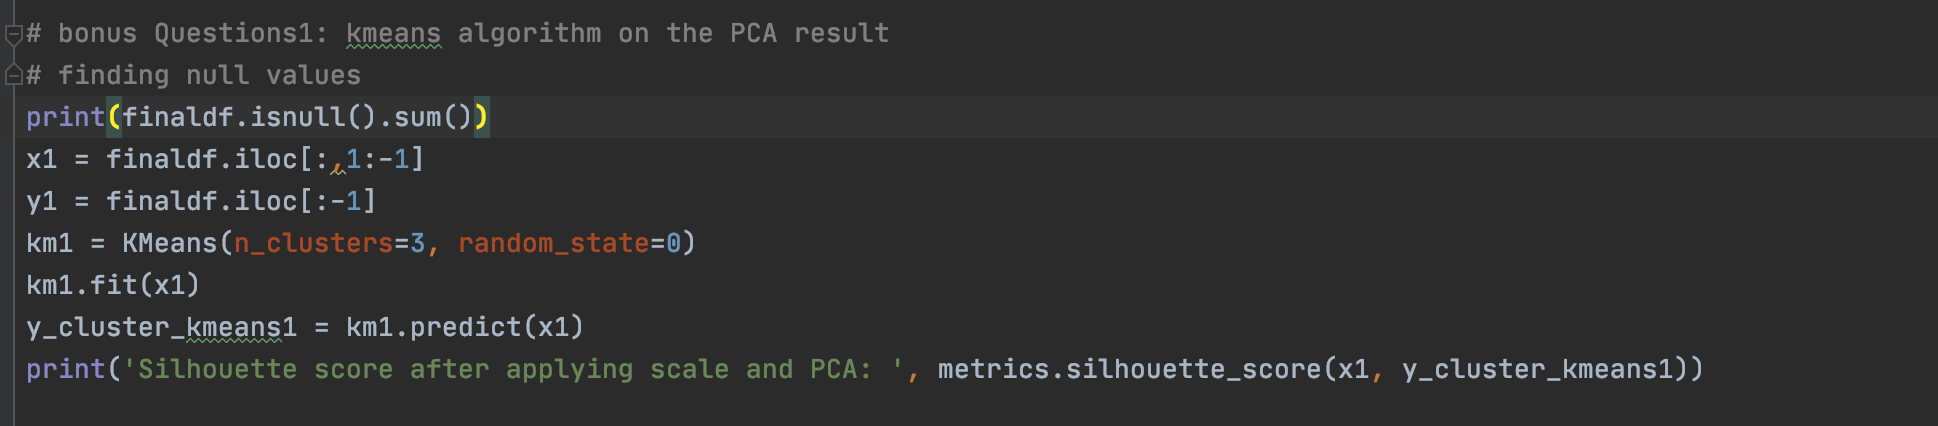 # bonus Questions1: kmeans algorithm on the PCA result
# finding null values
print(finaldf.isnull().sum())
x1 = finaldf.iloc[:,1:-1]
y1 = finaldf.iloc[:-1]
km1 = KMeans(n_clusters=3, random_state=0)
km1.fit(x1)
y_cluster_kmeans1 = km1.predict(x1)
print('Silhouette score after applying scale and PCA: ', metrics.silhouette_score(x1, y_cluster_kmeans1))